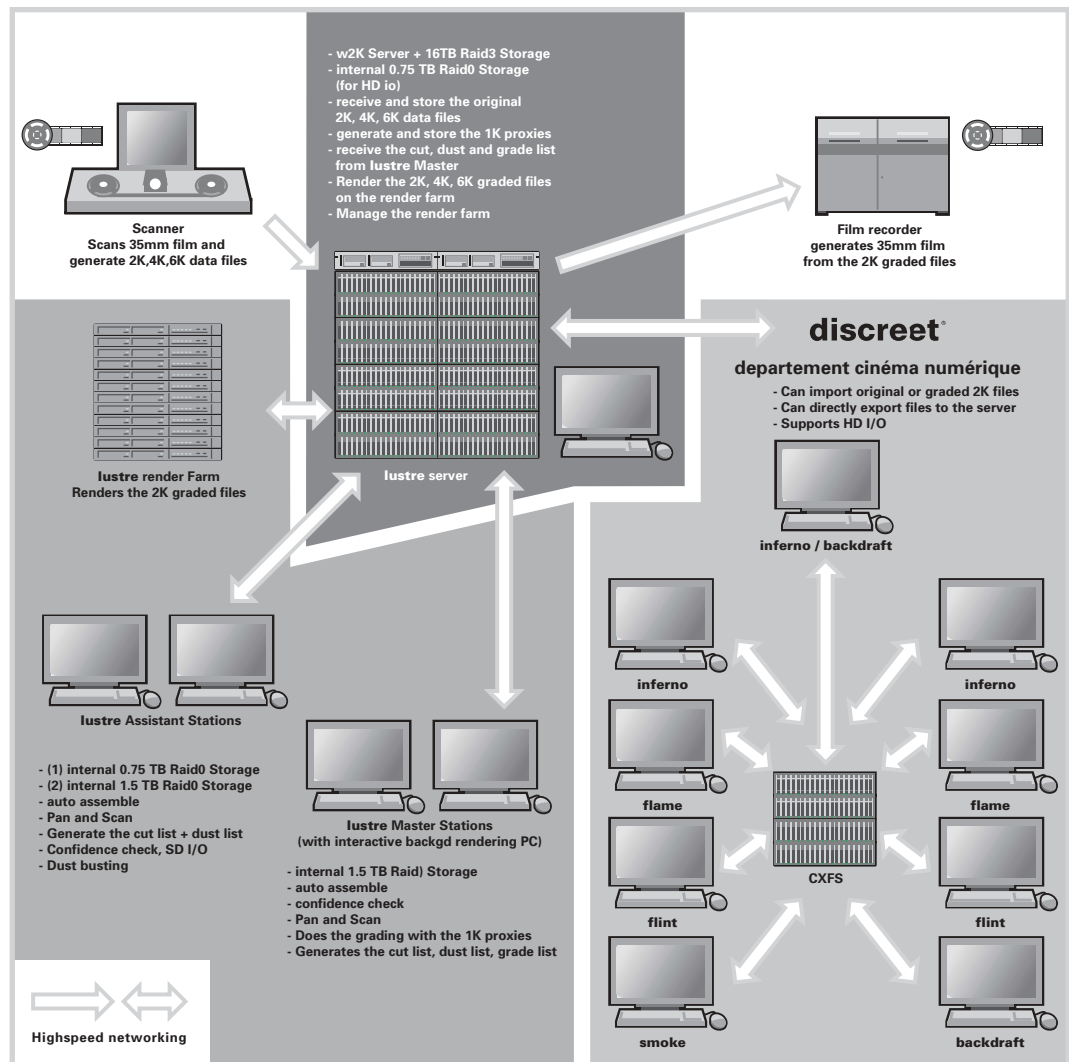 - w2K Server + 16TB Raid3 Storage
- internal 0.75 TB Raid0 Storage
(for HD io)
- receive and store the original
2K, 4K, 6K data files
- generate and store the 1K proxies
- receive the cut, dust and grade list
from lustre Master
- Render the 2K, 4K, 6K graded files
on the render farm
- Manage the render farm
Scanner
Scans 35mm film and
generate 2K,4K,6K data files
Film recorder
generates 35mm film
from the 2K graded files
lustre render Farm
Renders the 2K graded files
lustre server
discreet®
departement cinéma numérique
- Can import original or graded 2K files
- Can directly export files to the server
- Supports HD I/O
inferno / backdraft
lustre Assistant Stations
- (1) internal 0.75 TB Raid0 Storage
- (2) internal 1.5 TB Raid0 Storage
- auto assemble
- Pan and Scan
- Generate the cut list + dust list
- Confidence check, SD I/O
- Dust busting
lustre Master Stations
(with interactive backgd rendering PC)
- internal 1.5 TB Raid) Storage
- auto assemble
- confidence check
- Pan and Scan
- Does the grading with the 1K proxies
- Generates the cut list, dust list, grade list
inferno
inferno
flame
flame
CXFS
flint
flint
smoke
backdraft
Highspeed networking